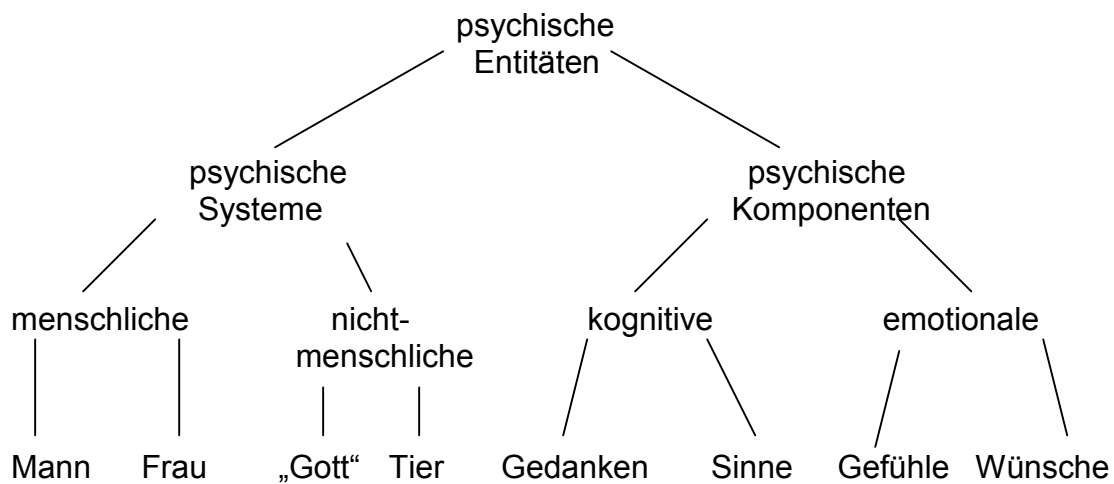 psychische
Entitäten
psychische
Systeme
psychische
Komponenten
menschliche
nicht-
menschliche
kognitive
emotionale
Mann
Frau
„Gott“
Tier
Gedanken
Sinne
Gefühle
Wünsche